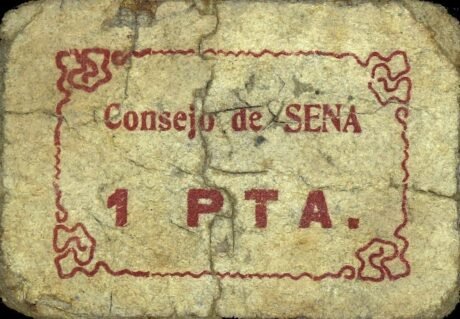 Consejo de SENA
1 PTA.